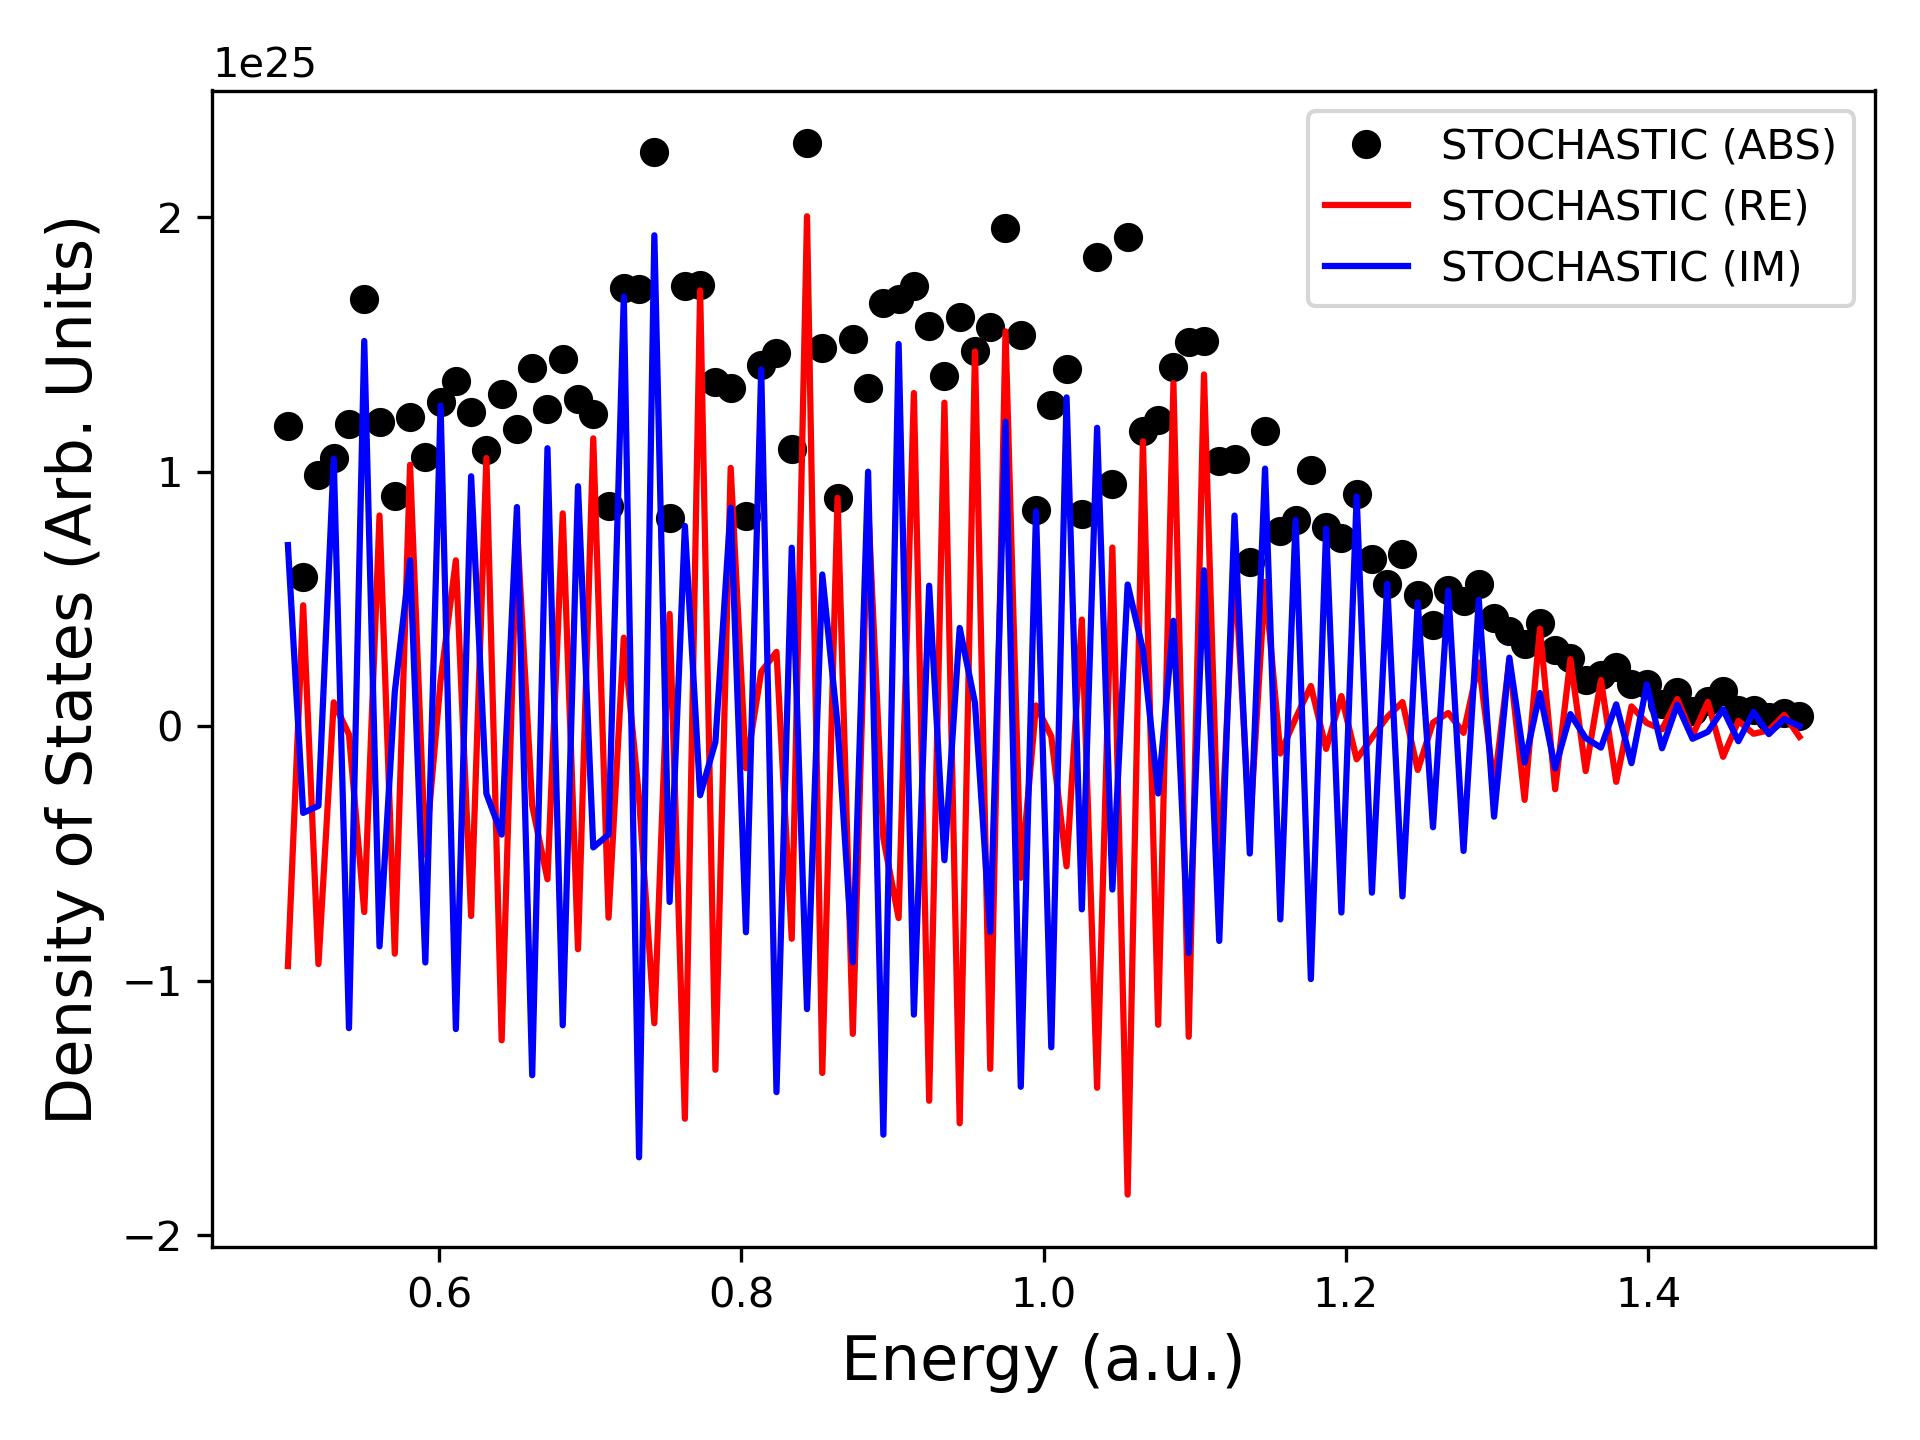 1e25
STOCHASTIC (ABS)
STOCHASTIC (RE)
STOCHASTIC (IM)
Density of States (Arb. Units)
2
1
0
−1
−2
0.6
0.8
1.0
1.2
1.4
Energy (a.u.)